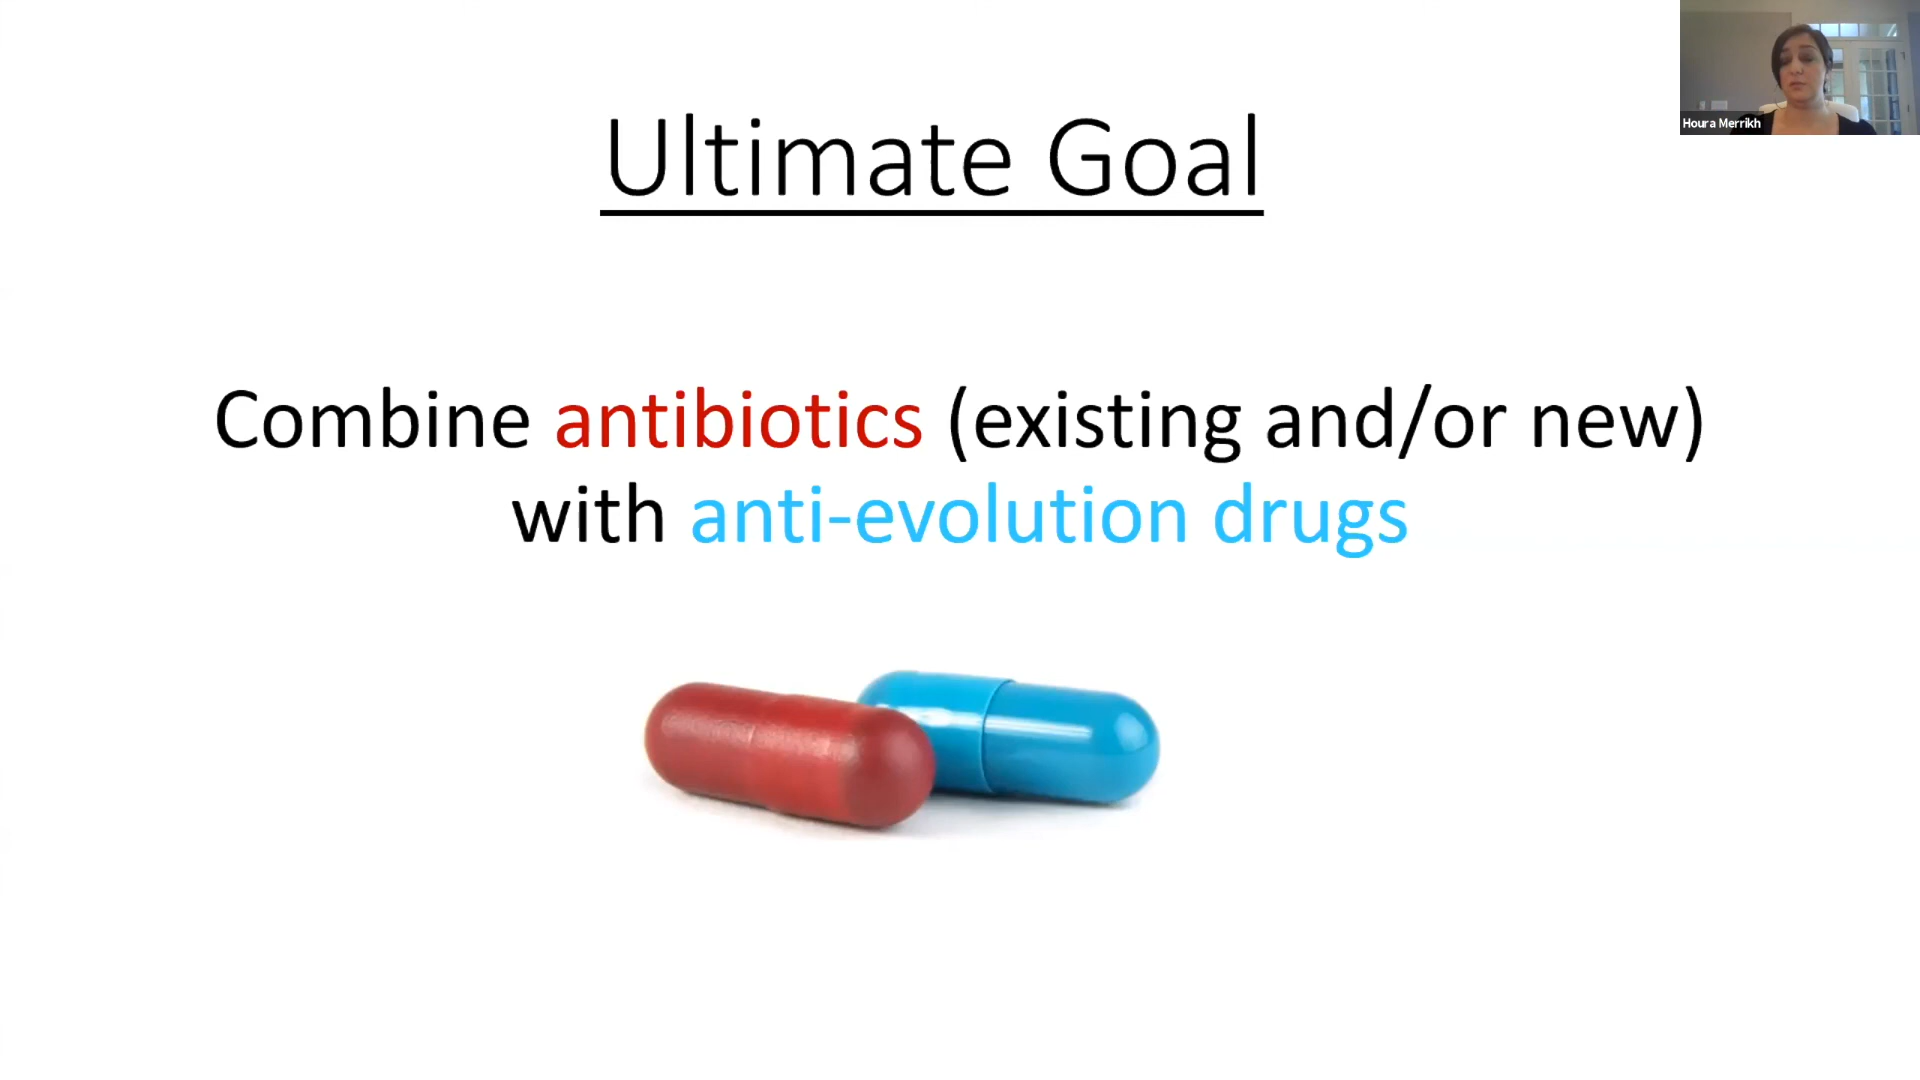 Houra Merrikh
Ultimate Goal
Combine antibiotics (existing and/or new)
with anti-evolution drugs